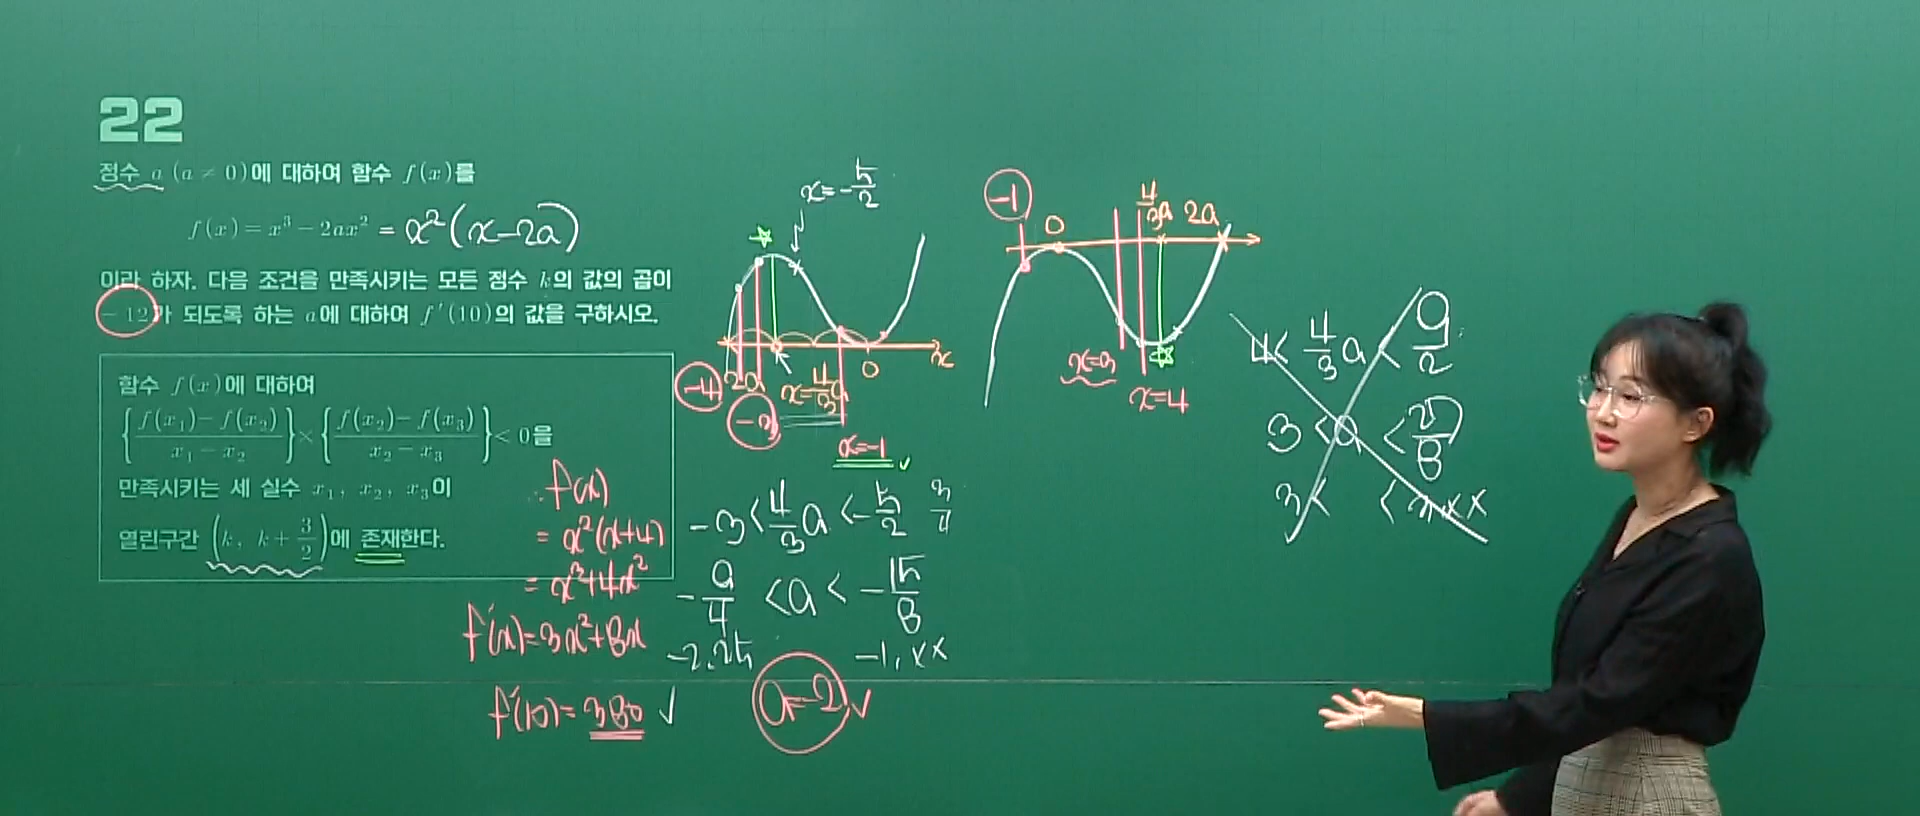 22
정수 a (a ≠ 0)에 대하여 함수 f(x)를
f(x) = x³ − 2ax² = x²(x−2a)
이라 하자. 다음 조건을 만족시키는 모든 정수 k의 값의 곱이
−12가 되도록 하는 a에 대하여 f′(10)의 값을 구하시오.
함수 f(x)에 대하여
{ (f(x₁)−f(x₂))/(x₁−x₂) } × { (f(x₂)−f(x₃))/(x₂−x₃) } < 0을
만족시키는 세 실수 x₁, x₂, x₃이
열린구간 (k, k+3/2)에 존재한다.
∴ f(x)
= x²(x+4)
= x³+4x²
f′(x)=3x²+8x
f′(10)=380
x=−5/2
−4
2a
−3
x=4/3a
0
x
x=−1
−3<4/3a<−5/2
3/4
−9/4 <a< −15/8
−2.25
−1.xx
a=−2
−1
0
4/3a
2a
x=3
x=4
4< 4/3a < 9/2
3 <a < 27/8
3< <3.xx